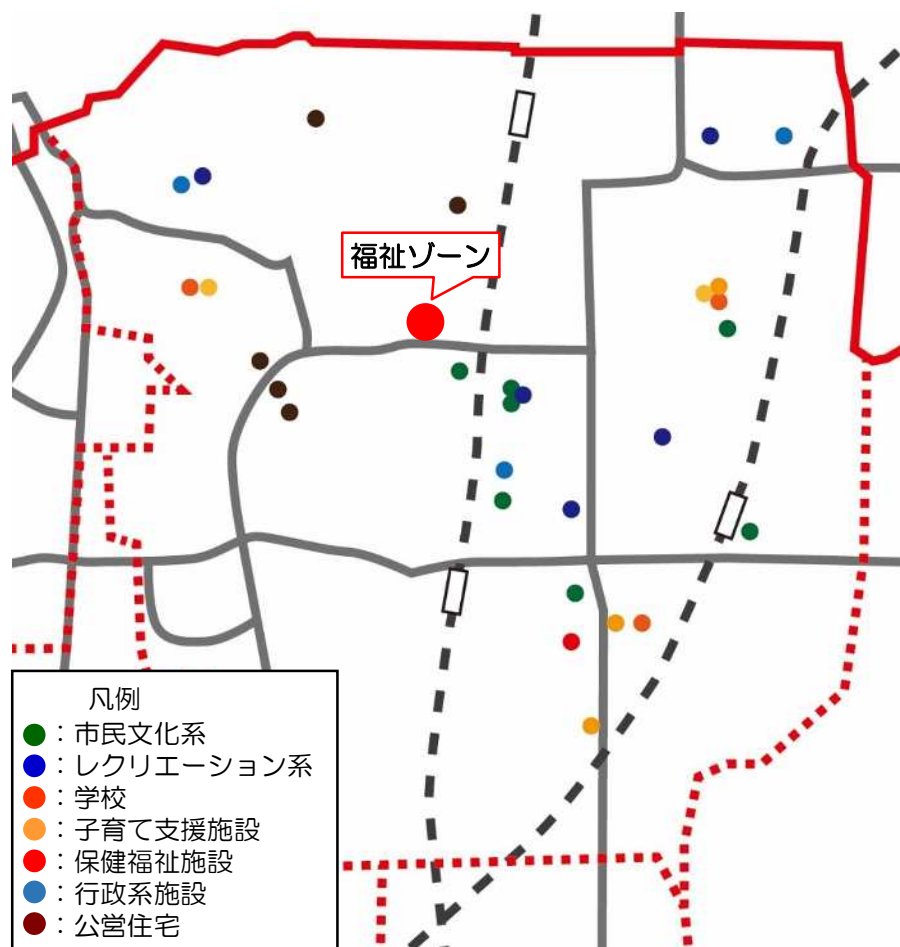 福祉ゾーン
凡例
：市民文化系
：レクリエーション系
：学校
：子育て支援施設
：保健福祉施設
：行政系施設
：公営住宅